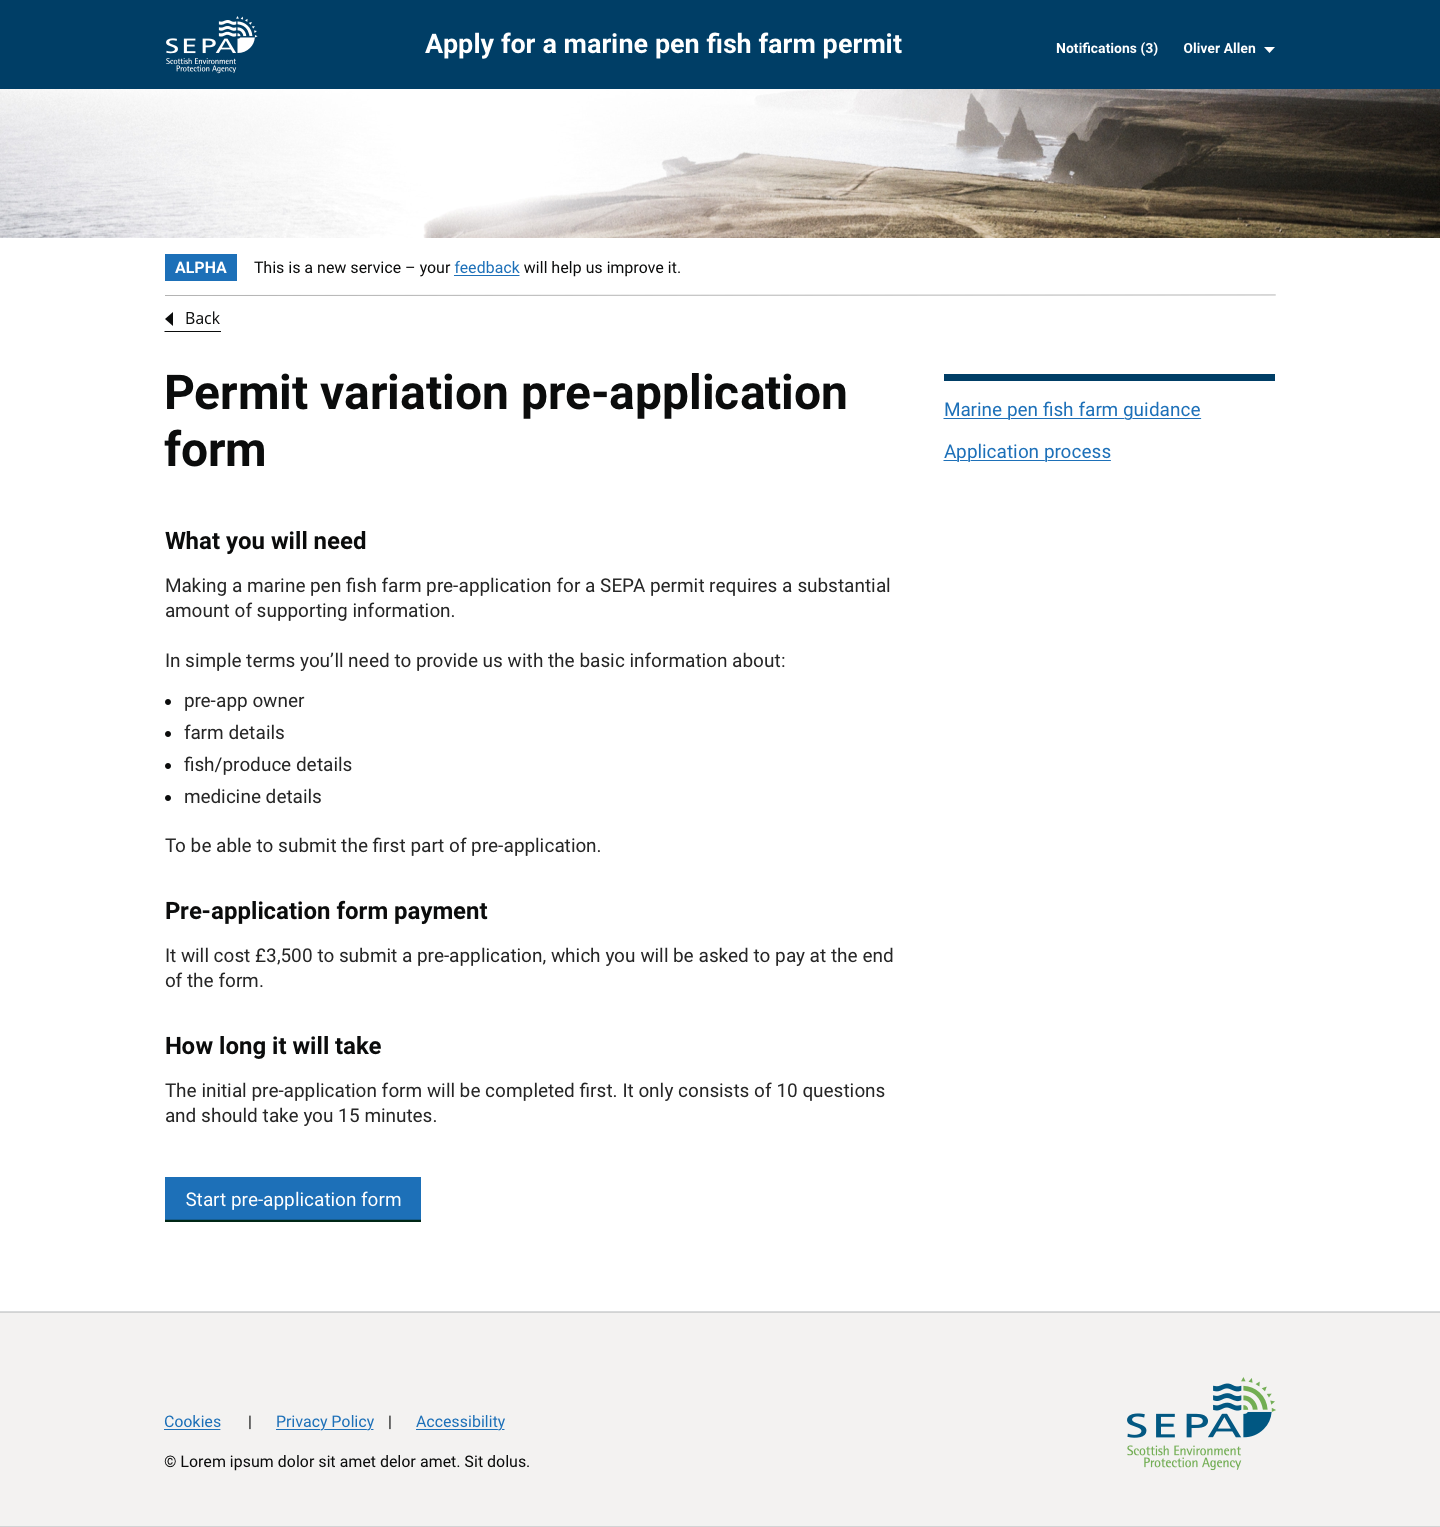 SEPA
Scottish Environment
Protection Agency
Apply for a marine pen fish farm permit
Notifications (3)
Oliver Allen
ALPHA
This is a new service – your feedback will help us improve it.
Back
Permit variation pre-application
form
Marine pen fish farm guidance
Application process
What you will need
Making a marine pen fish farm pre-application for a SEPA permit requires a substantial
amount of supporting information.
In simple terms you’ll need to provide us with the basic information about:
• pre-app owner
• farm details
• fish/produce details
• medicine details
To be able to submit the first part of pre-application.
Pre-application form payment
It will cost £3,500 to submit a pre-application, which you will be asked to pay at the end
of the form.
How long it will take
The initial pre-application form will be completed first. It only consists of 10 questions
and should take you 15 minutes.
Start pre-application form
Cookies | Privacy Policy | Accessibility
© Lorem ipsum dolor sit amet delor amet. Sit dolus.
SEPA
Scottish Environment
Protection Agency